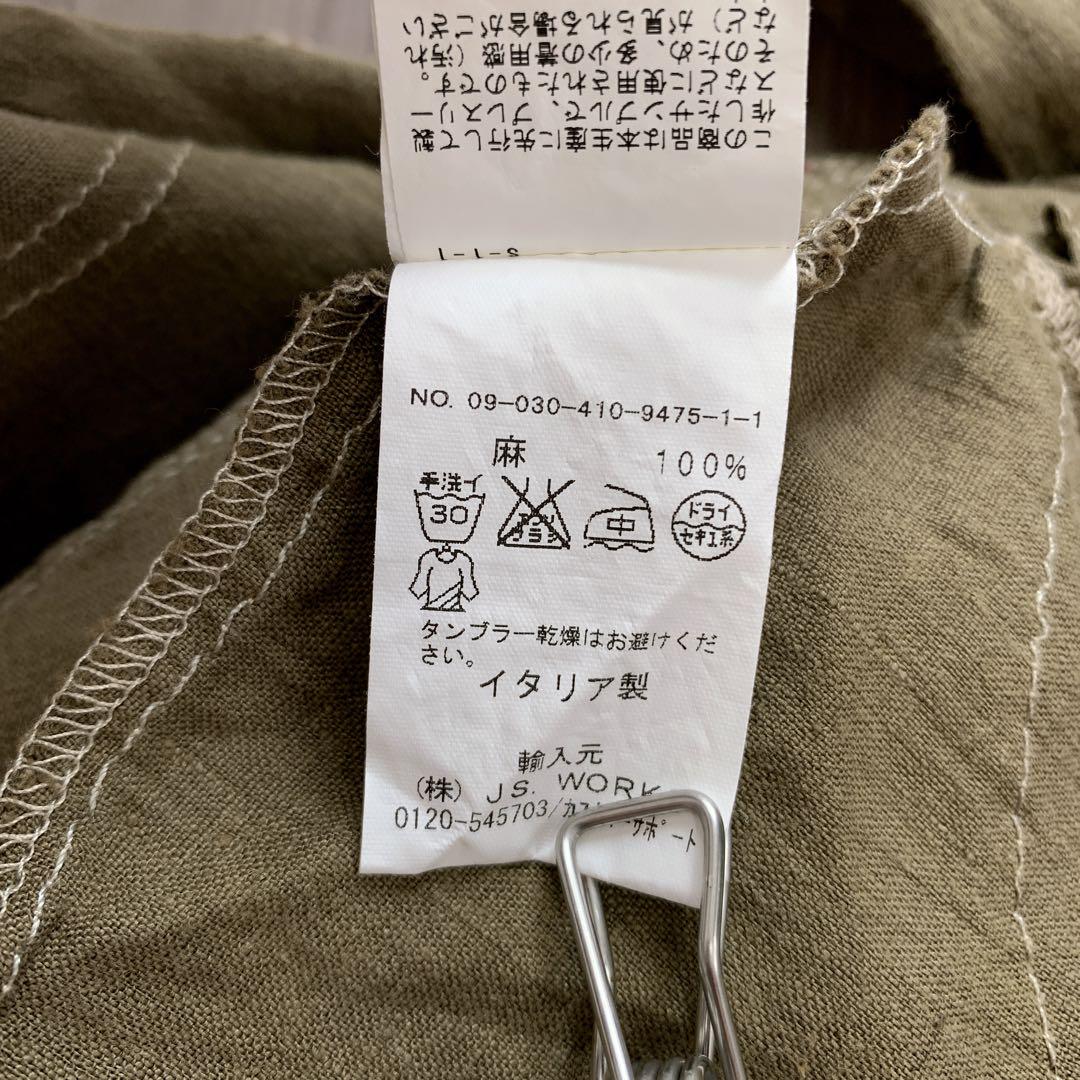 この商品は本生産に先行して製
作したサンプルで、プレスリー
スなどに使用されたものです。
そのため、多少の着用感（汚れ
など）が見られる場合がござい
S-1-1
NO. 09-030-410-9475-1-1
麻 100%
手洗イ
30
中
ドライ
セキユ系
タンブラー乾燥はお避けくだ
さい。
イタリア製
輸入元
(株) JS. WORK
0120-545703/ サポート